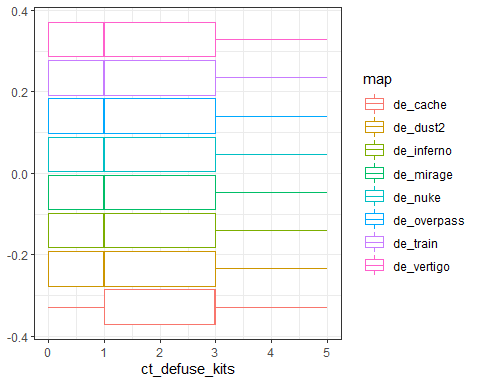 0.4
0.2
0.0
-0.2
-0.4
0
1
2
3
4
5
ct_defuse_kits
map
de_cache
de_dust2
de_inferno
de_mirage
de_nuke
de_overpass
de_train
de_vertigo